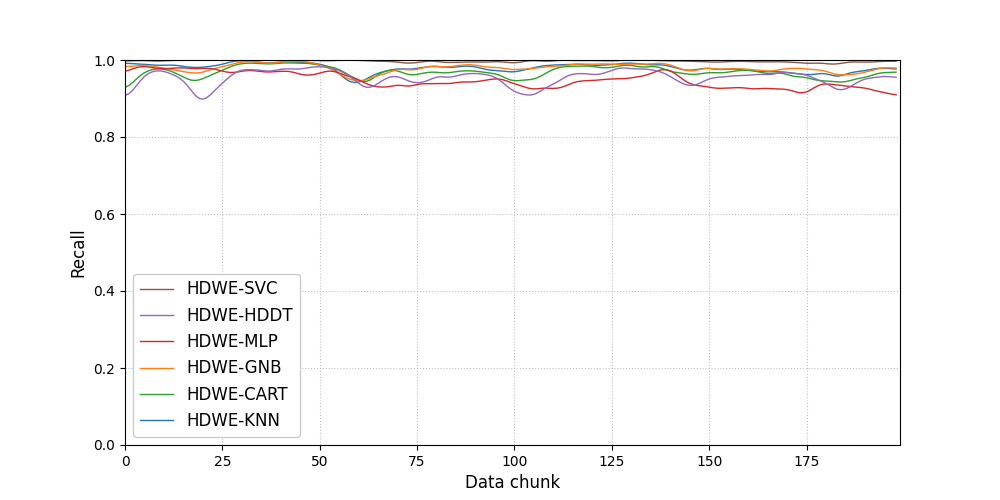 1.0
0.8
0.6
0.4
0.2
0.0
Recall
HDWE-SVC
HDWE-HDDT
HDWE-MLP
HDWE-GNB
HDWE-CART
HDWE-KNN
0 25 50 75 100 125 150 175
Data chunk